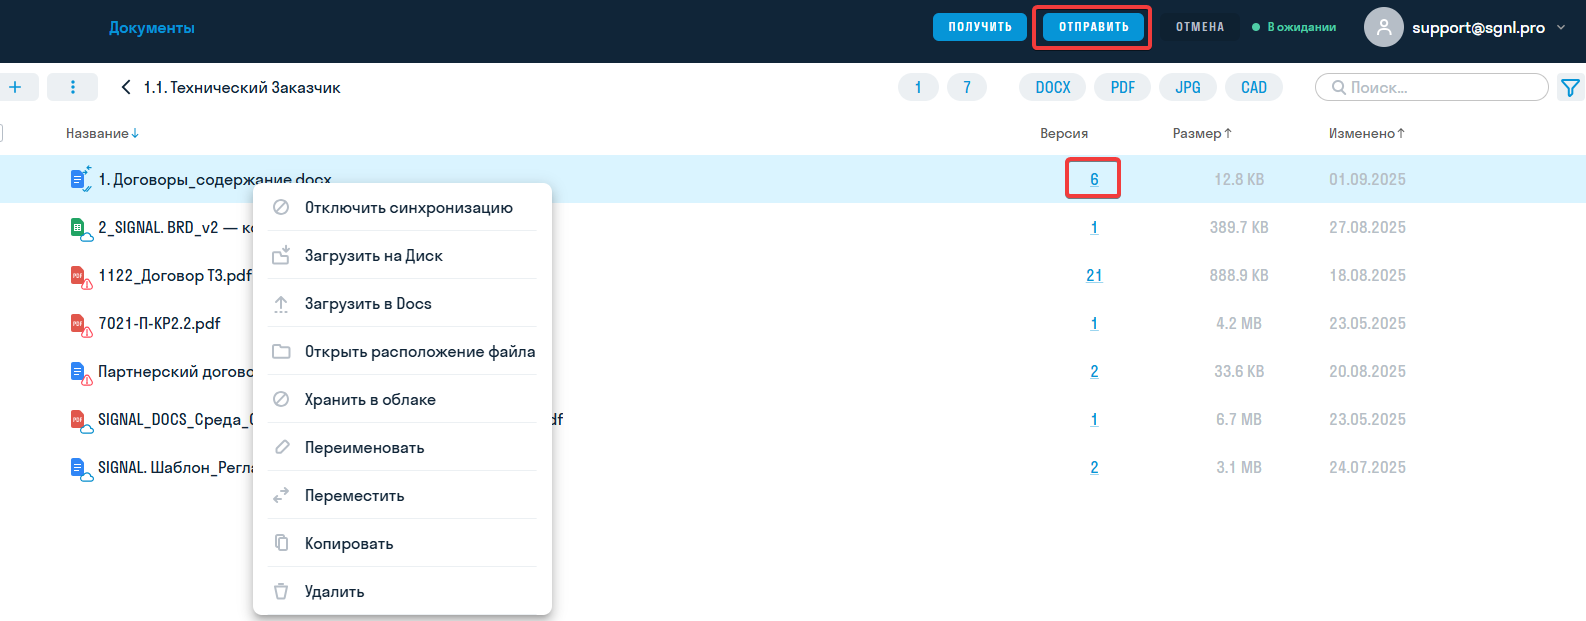 Документы ПОЛУЧИТЬ ОТПРАВИТЬ ОТМЕНА В ожидании support@sgnl.pro
1.1. Технический Заказчик 1 7 DOCX PDF JPG CAD Поиск...
Название Версия Размер Изменено
1. Договоры_содержание.docx 6 12.8 KB 01.09.2025
Отключить синхронизацию
2_SIGNAL. BRD_v2 — 1 389.7 KB 27.08.2025
Загрузить на Диск
1122_Договор ТЗ.pdf 21 888.9 KB 18.08.2025
Загрузить в Docs
7021-П-КР2.2.pdf 1 4.2 MB 23.05.2025
Открыть расположение файла
Партнерский догово 2 33.6 KB 20.08.2025
Хранить в облаке
SIGNAL_DOCS_Среда_ df 1 6.7 MB 23.05.2025
Переименовать
SIGNAL. Шаблон_Регла 2 3.1 MB 24.07.2025
Переместить
Копировать
Удалить